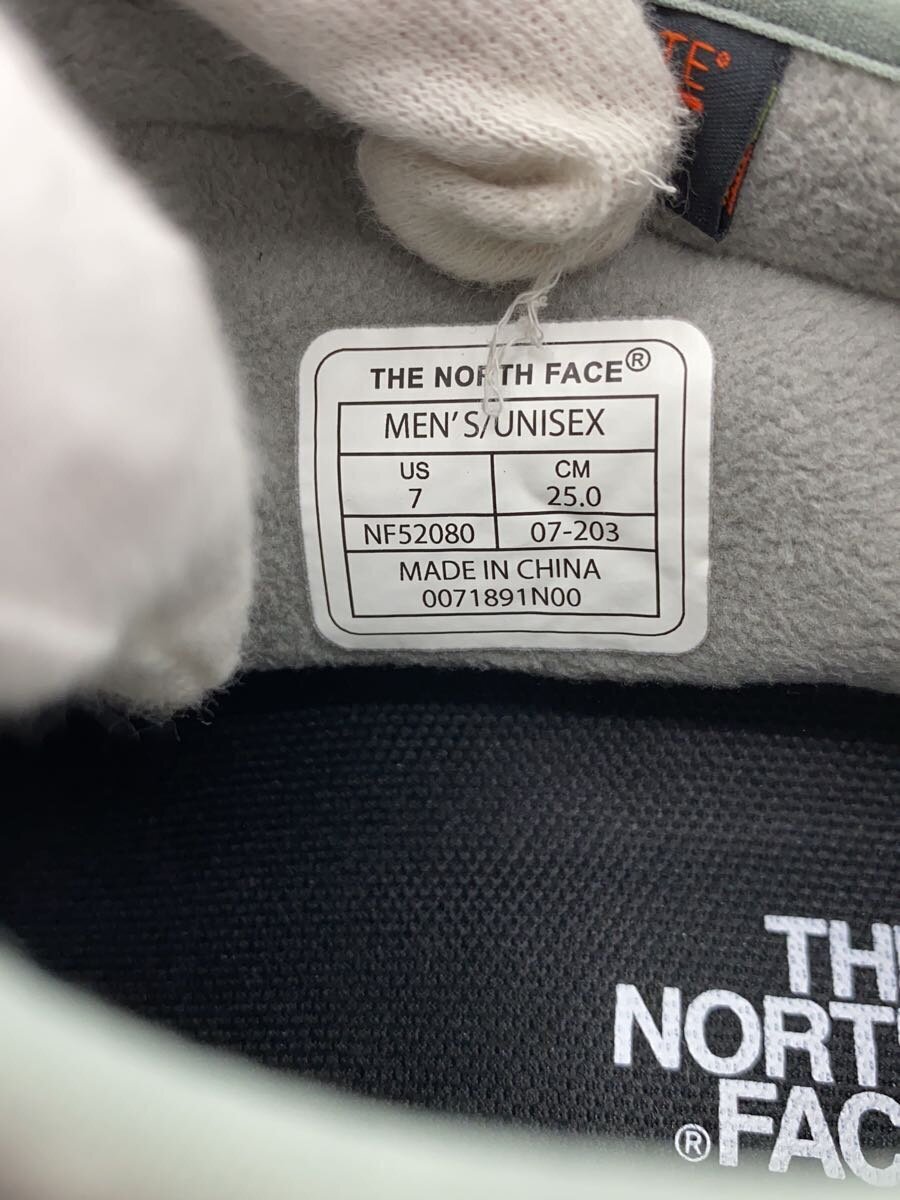 THE NORTH FACE®
MEN'S/UNISEX
US CM
7 25.0
NF52080 07-203
MADE IN CHINA
0071891N00
NORT
®FAC